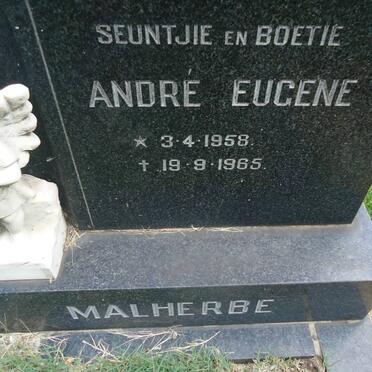 SEUNTJIE EN BOETIE
ANDRÉ EUGENE
* 3·4·1958.
† 19·9·1965.
MALHERBE